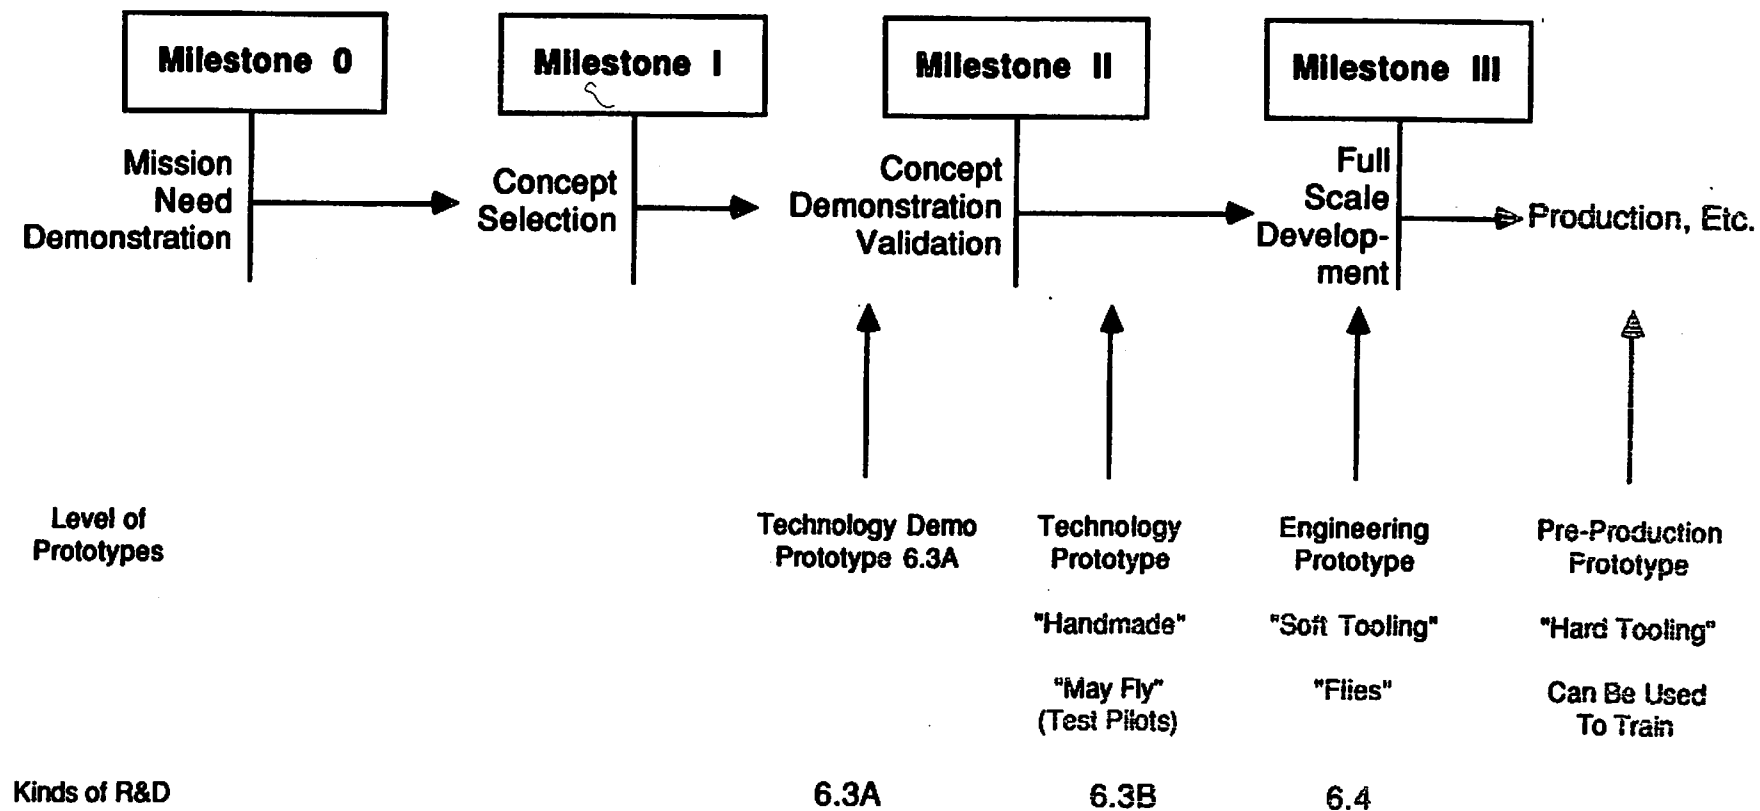 Milestone 0
Milestone I
Milestone II
Milestone III
Mission
Need
Demonstration
Concept
Selection
Concept
Demonstration
Validation
Full
Scale
Develop-
ment
Production, Etc.
Level of
Prototypes
Technology Demo
Prototype 6.3A
Technology
Prototype
"Handmade"
"May Fly"
(Test Pilots)
Engineering
Prototype
"Soft Tooling"
"Flies"
Pre-Production
Prototype
"Hard Tooling"
Can Be Used
To Train
Kinds of R&D
6.3A
6.3B
6.4